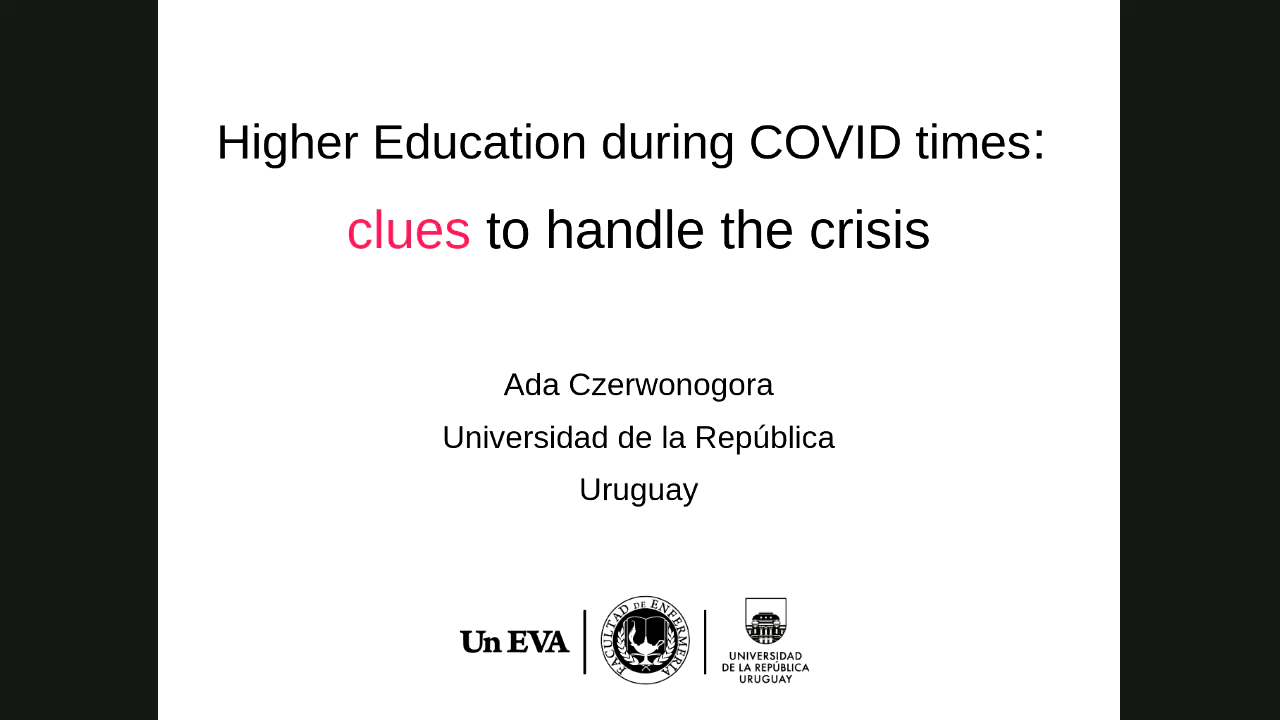 Higher Education during COVID times:
clues to handle the crisis
Ada Czerwonogora
Universidad de la República
Uruguay
Un EVA
FACULTAD DE ENFERMERÍA
UNIVERSIDAD
DE LA REPÚBLICA
URUGUAY